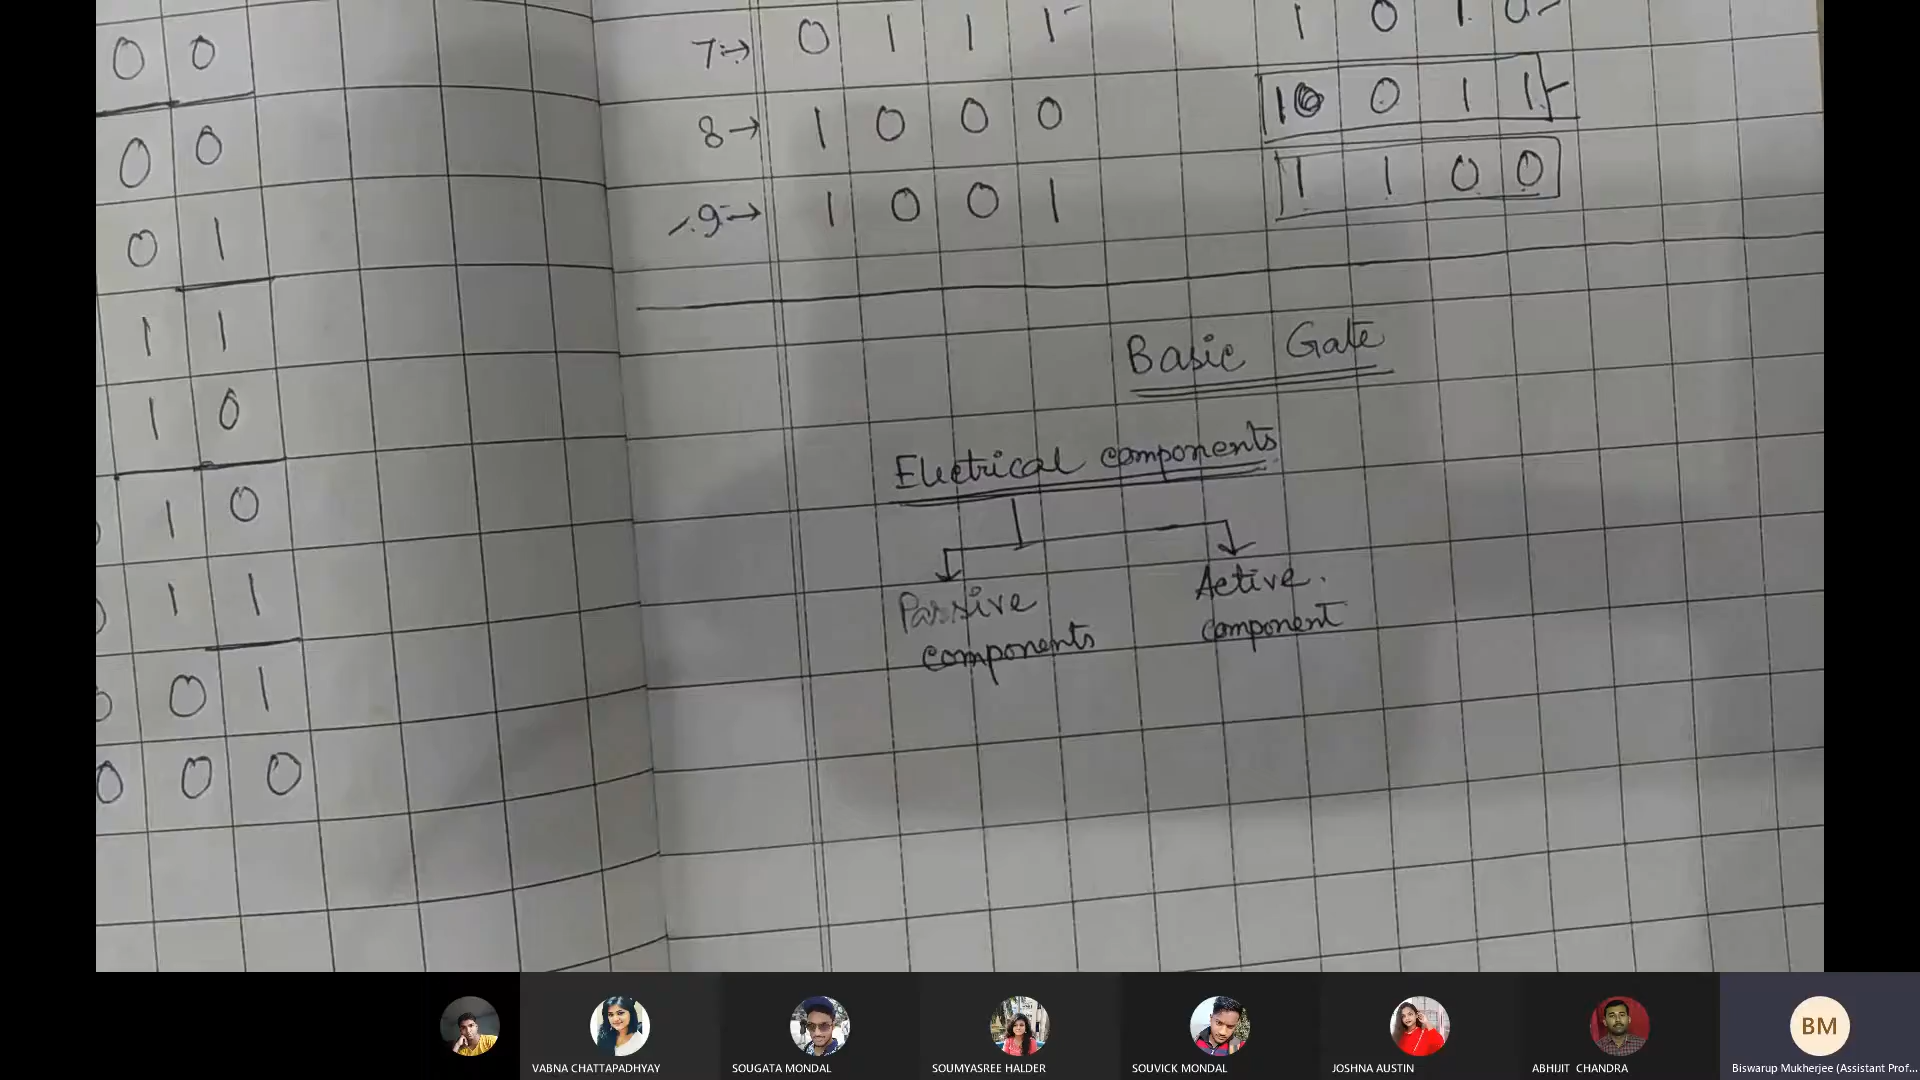 0 0
0 0
0 1
1 1
1 0
1 0
1 1
0 1
0 0 0
7→ 0 1 1 1
8→ 1 0 0 0
9→ 1 0 0 1
1 0 1 0
1 0 1 1
1 1 0 0
Basic Gate
Eletrical components
Passive
components
Active
component
VABNA CHATTAPADHYAY
SOUGATA MONDAL
SOUMYASREE HALDER
SOUVICK MONDAL
JOSHNA AUSTIN
ABHIJIT CHANDRA
BM
Biswarup Mukherjee (Assistant Prof...